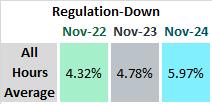 Regulation-Down
Nov-22 Nov-23 Nov-24
All
Hours
Average
4.32% 4.78% 5.97%